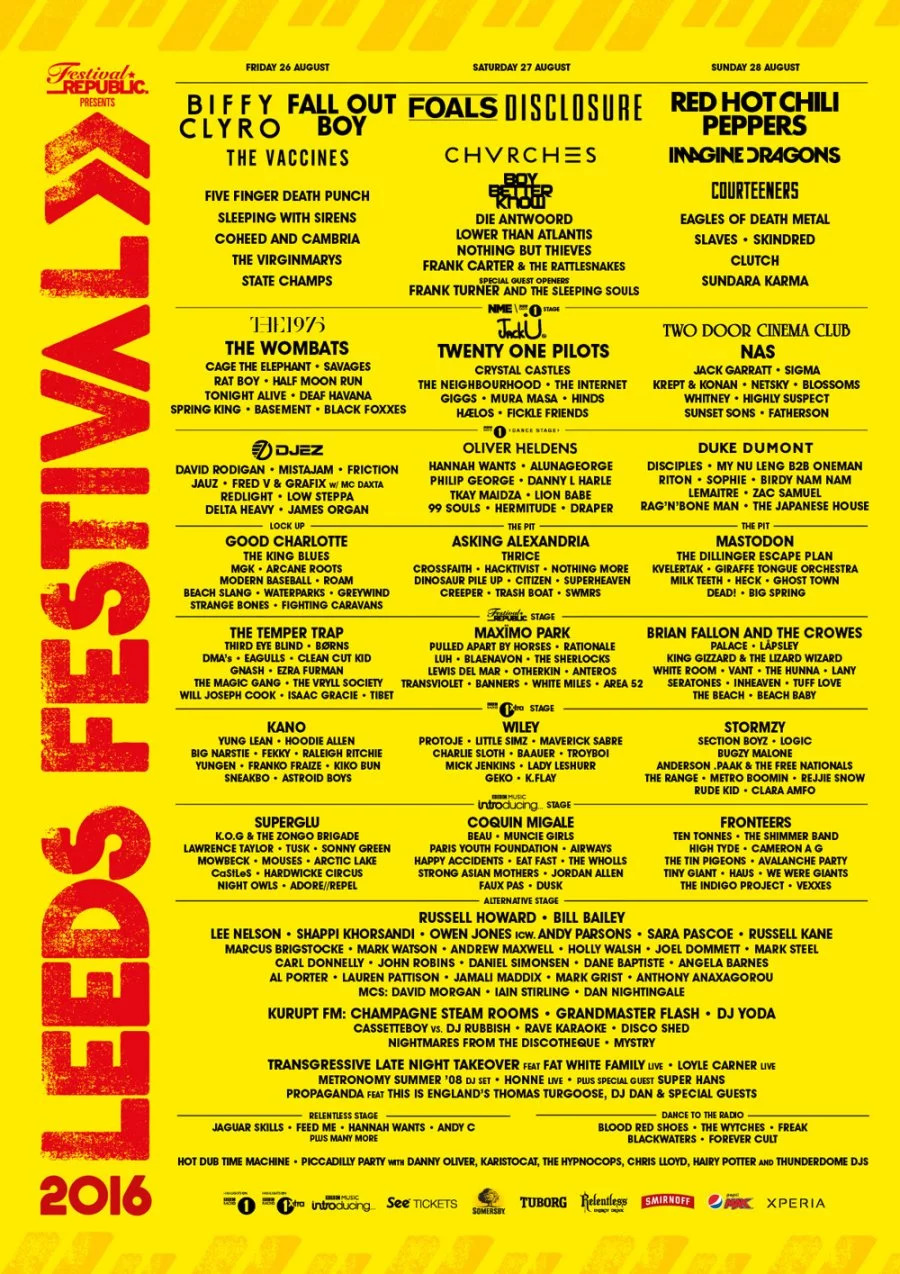 Festival
REPUBLIC.
PRESENTS
LEEDS FESTIVAL
2016
FRIDAY 26 AUGUST
BIFFY CLYRO
FALL OUT BOY
THE VACCINES
FIVE FINGER DEATH PUNCH
SLEEPING WITH SIRENS
COHEED AND CAMBRIA
THE VIRGINMARYS
STATE CHAMPS
SATURDAY 27 AUGUST
FOALS DISCLOSURE
CHVRCHES
BOY
BETTER
KNOW
DIE ANTWOORD
LOWER THAN ATLANTIS
NOTHING BUT THIEVES
FRANK CARTER & THE RATTLESNAKES
SPECIAL GUEST OPENERS
FRANK TURNER AND THE SLEEPING SOULS
SUNDAY 28 AUGUST
RED HOT CHILI
PEPPERS
IMAGINE DRAGONS
COURTEENERS
EAGLES OF DEATH METAL
SLAVES • SKINDRED
CLUTCH
SUNDARA KARMA
NME \ BBC RADIO 1 STAGE
THE 1975
THE WOMBATS
CAGE THE ELEPHANT • SAVAGES
RAT BOY • HALF MOON RUN
TONIGHT ALIVE • DEAF HAVANA
SPRING KING • BASEMENT • BLACK FOXXES
JACK Ü
TWENTY ONE PILOTS
CRYSTAL CASTLES
THE NEIGHBOURHOOD • THE INTERNET
GIGGS • MURA MASA • HINDS
HÆLOS • FICKLE FRIENDS
TWO DOOR CINEMA CLUB
NAS
JACK GARRATT • SIGMA
KREPT & KONAN • NETSKY • BLOSSOMS
WHITNEY • HIGHLY SUSPECT
SUNSET SONS • FATHERSON
BBC RADIO 1 DANCE STAGE
DJEZ
DAVID RODIGAN • MISTAJAM • FRICTION
JAUZ • FRED V & GRAFIX W/ MC DAXTA
REDLIGHT • LOW STEPPA
DELTA HEAVY • JAMES ORGAN
OLIVER HELDENS
HANNAH WANTS • ALUNAGEORGE
PHILIP GEORGE • DANNY L HARLE
TKAY MAIDZA • LION BABE
99 SOULS • HERMITUDE • DRAPER
DUKE DUMONT
DISCIPLES • MY NU LENG B2B ONEMAN
RITON • SOPHIE • BIRDY NAM NAM
LEMAITRE • ZAC SAMUEL
RAG'N'BONE MAN • THE JAPANESE HOUSE
LOCK UP
GOOD CHARLOTTE
THE KING BLUES
MGK • ARCANE ROOTS
MODERN BASEBALL • ROAM
BEACH SLANG • WATERPARKS • GREYWIND
STRANGE BONES • FIGHTING CARAVANS
THE PIT
ASKING ALEXANDRIA
THRICE
CROSSFAITH • HACKTIVIST • NOTHING MORE
DINOSAUR PILE UP • CITIZEN • SUPERHEAVEN
CREEPER • TRASH BOAT • SWMRS
THE PIT
MASTODON
THE DILLINGER ESCAPE PLAN
KVELERTAK • GIRAFFE TONGUE ORCHESTRA
MILK TEETH • HECK • GHOST TOWN
DEAD! • BIG SPRING
Festival REPUBLIC STAGE
THE TEMPER TRAP
THIRD EYE BLIND • BØRNS
DMA's • EAGULLS • CLEAN CUT KID
GNASH • EZRA FURMAN
THE MAGIC GANG • THE VRYLL SOCIETY
WILL JOSEPH COOK • ISAAC GRACIE • TIBET
MAXÏMO PARK
PULLED APART BY HORSES • RATIONALE
LUH • BLAENAVON • THE SHERLOCKS
LEWIS DEL MAR • OTHERKIN • ANTEROS
TRANSVIOLET • BANNERS • WHITE MILES • AREA 52
BRIAN FALLON AND THE CROWES
PALACE • LÅPSLEY
KING GIZZARD & THE LIZARD WIZARD
WHITE ROOM • VANT • THE HUNNA • LANY
SERATONES • INHEAVEN • TUFF LOVE
THE BEACH • BEACH BABY
BBC RADIO 1Xtra STAGE
KANO
YUNG LEAN • HOODIE ALLEN
BIG NARSTIE • FEKKY • RALEIGH RITCHIE
YUNGEN • FRANKO FRAIZE • KIKO BUN
SNEAKBO • ASTROID BOYS
WILEY
PROTOJE • LITTLE SIMZ • MAVERICK SABRE
CHARLIE SLOTH • BAAUER • TROYBOI
MICK JENKINS • LADY LESHURR
GEKO • K.FLAY
STORMZY
SECTION BOYZ • LOGIC
BUGZY MALONE
ANDERSON .PAAK & THE FREE NATIONALS
THE RANGE • METRO BOOMIN • REJJIE SNOW
RUDE KID • CLARA AMFO
BBC MUSIC
introducing... STAGE
SUPERGLU
K.O.G & THE ZONGO BRIGADE
LAWRENCE TAYLOR • TUSK • SONNY GREEN
MOWBECK • MOUSES • ARCTIC LAKE
CaStLeS • HARDWICKE CIRCUS
NIGHT OWLS • ADORE//REPEL
COQUIN MIGALE
BEAU • MUNCIE GIRLS
PARIS YOUTH FOUNDATION • AIRWAYS
HAPPY ACCIDENTS • EAT FAST • THE WHOLLS
STRONG ASIAN MOTHERS • JORDAN ALLEN
FAUX PAS • DUSK
FRONTEERS
TEN TONNES • THE SHIMMER BAND
HIGH TYDE • CAMERON A G
THE TIN PIGEONS • AVALANCHE PARTY
TINY GIANT • HAUS • WE WERE GIANTS
THE INDIGO PROJECT • VEXXES
ALTERNATIVE STAGE
RUSSELL HOWARD • BILL BAILEY
LEE NELSON • SHAPPI KHORSANDI • OWEN JONES ICW. ANDY PARSONS • SARA PASCOE • RUSSELL KANE
MARCUS BRIGSTOCKE • MARK WATSON • ANDREW MAXWELL • HOLLY WALSH • JOEL DOMMETT • MARK STEEL
CARL DONNELLY • JOHN ROBINS • DANIEL SIMONSEN • DANE BAPTISTE • ANGELA BARNES
AL PORTER • LAUREN PATTISON • JAMALI MADDIX • MARK GRIST • ANTHONY ANAXAGOROU
MCS: DAVID MORGAN • IAIN STIRLING • DAN NIGHTINGALE
KURUPT FM: CHAMPAGNE STEAM ROOMS • GRANDMASTER FLASH • DJ YODA
CASSETTEBOY VS. DJ RUBBISH • RAVE KARAOKE • DISCO SHED
NIGHTMARES FROM THE DISCOTHEQUE • MYSTRY
TRANSGRESSIVE LATE NIGHT TAKEOVER FEAT FAT WHITE FAMILY LIVE • LOYLE CARNER LIVE
METRONOMY SUMMER '08 DJ SET • HONNE LIVE • PLUS SPECIAL GUEST SUPER HANS
PROPAGANDA FEAT THIS IS ENGLAND'S THOMAS TURGOOSE, DJ DAN & SPECIAL GUESTS
RELENTLESS STAGE
JAGUAR SKILLS • FEED ME • HANNAH WANTS • ANDY C
PLUS MANY MORE
DANCE TO THE RADIO
BLOOD RED SHOES • THE WYTCHES • FREAK
BLACKWATERS • FOREVER CULT
HOT DUB TIME MACHINE • PICCADILLY PARTY WITH DANNY OLIVER, KARISTOCAT, THE HYPNOCOPS, CHRIS LLOYD, HAIRY POTTER AND THUNDERDOME DJS
BBC RADIO 1
BBC RADIO 1Xtra
BBC MUSIC introducing...
See TICKETS
SOMERSBY
TUBORG
Relentless ENERGY DRINK
SMIRNOFF
pepsi MAX
XPERIA